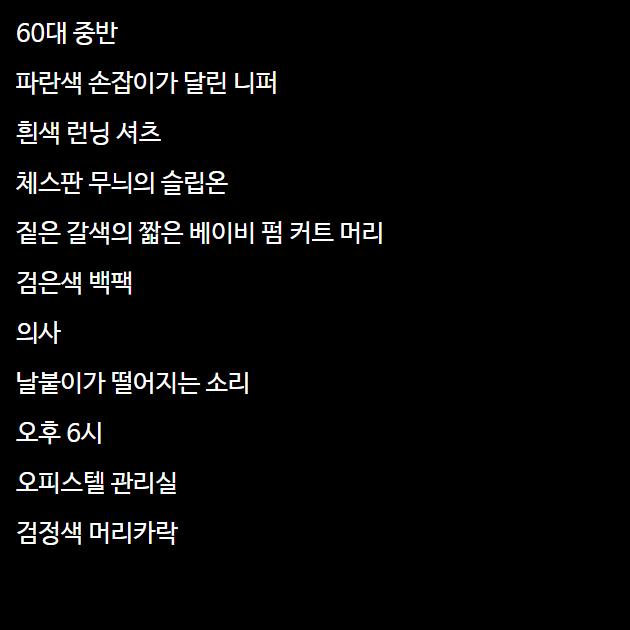 60대 중반
파란색 손잡이가 달린 니퍼
흰색 런닝 셔츠
체스판 무늬의 슬립온
짙은 갈색의 짧은 베이비 펌 커트 머리
검은색 백팩
의사
날붙이가 떨어지는 소리
오후 6시
오피스텔 관리실
검정색 머리카락